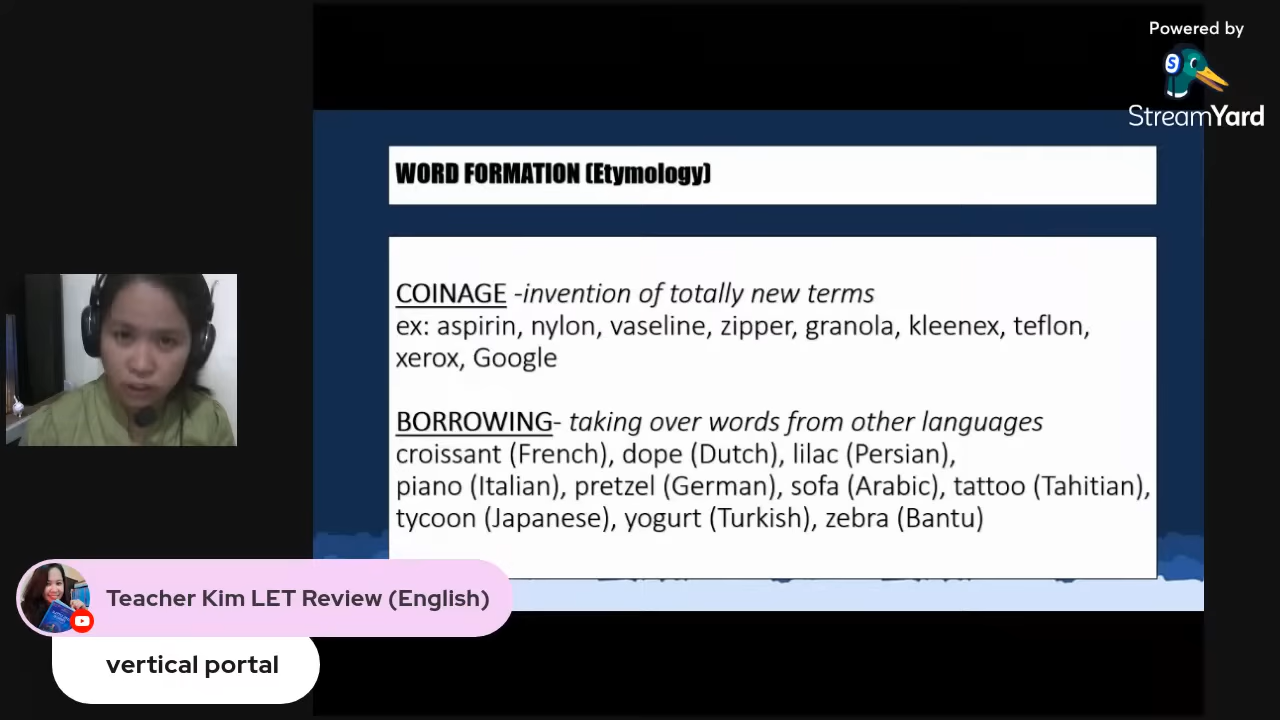 Powered by
StreamYard
WORD FORMATION (Etymology)
COINAGE -invention of totally new terms
ex: aspirin, nylon, vaseline, zipper, granola, kleenex, teflon,
xerox, Google
BORROWING- taking over words from other languages
croissant (French), dope (Dutch), lilac (Persian),
piano (Italian), pretzel (German), sofa (Arabic), tattoo (Tahitian),
tycoon (Japanese), yogurt (Turkish), zebra (Bantu)
Teacher Kim LET Review (English)
vertical portal